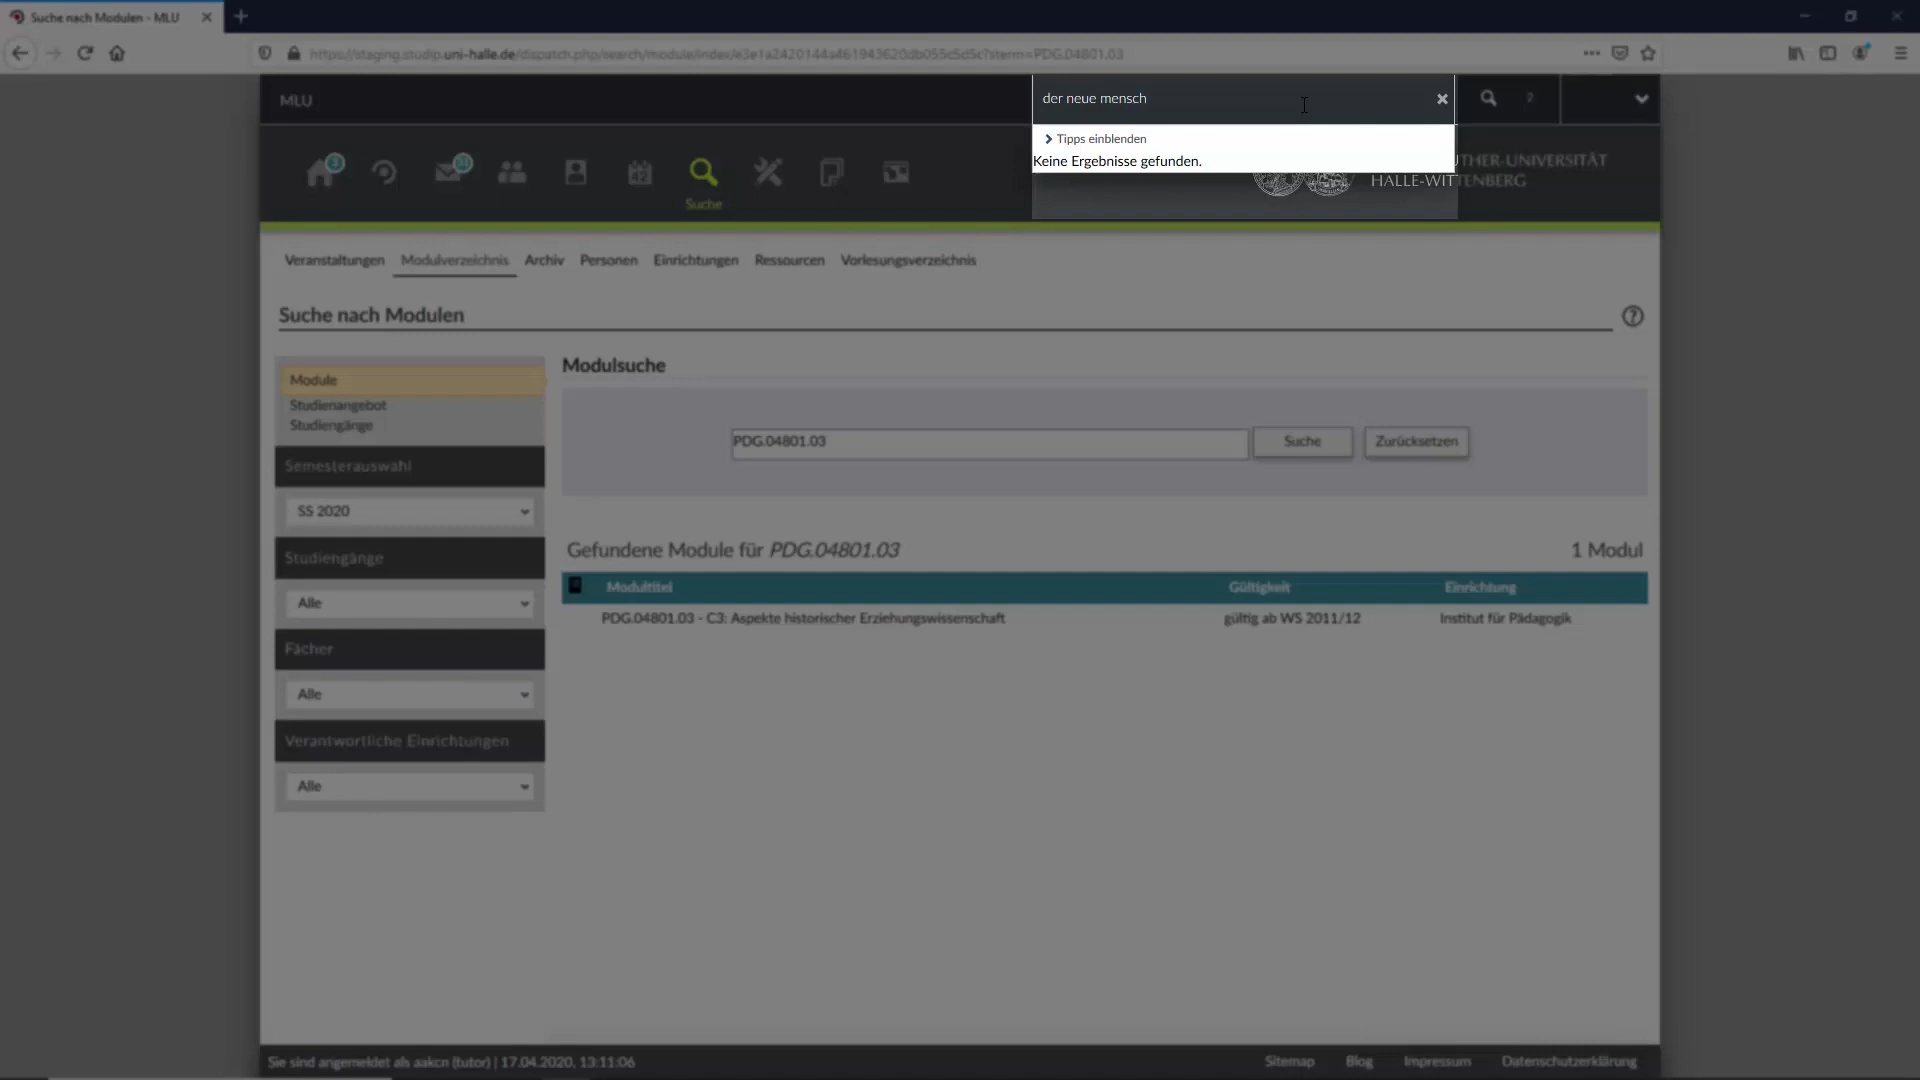 Suche nach Modulen - MLU
https://staging.studip.uni-halle.de/dispatch.php/search/module/index/e3e1a2420144a461943620db055c5d5c?sterm=PDG.04801.03
MLU
der neue mensch
Tipps einblenden
Keine Ergebnisse gefunden.
THER-UNIVERSITÄT
HALLE-WITTENBERG
31
42
Suche
Veranstaltungen Modulverzeichnis Archiv Personen Einrichtungen Ressourcen Vorlesungsverzeichnis
Suche nach Modulen
Module
Studienangebot
Studiengänge
Semesterauswahl
SS 2020
Studiengänge
Alle
Fächer
Alle
Verantwortliche Einrichtungen
Alle
Modulsuche
PDG.04801.03 Suche Zurücksetzen
Gefundene Module für PDG.04801.03 1 Modul
Modultitel Gültigkeit Einrichtung
PDG.04801.03 - C3: Aspekte historischer Erziehungswissenschaft gültig ab WS 2011/12 Institut für Pädagogik
Sie sind angemeldet als aakcn (tutor) | 17.04.2020, 13:11:06 Sitemap Blog Impressum Datenschutzerklärung